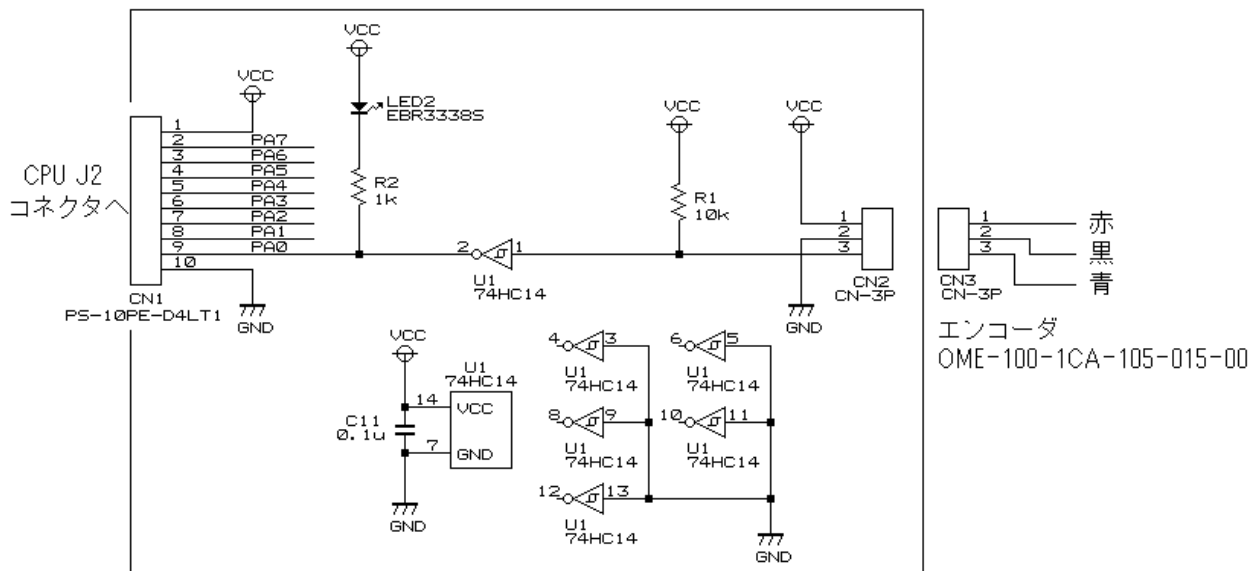 VCC
VCC
LED2
EBR3338S
VCC
VCC
CPU J2
コネクタへ
1
2 PA7
3 PA6
4 PA5
5 PA4
6 PA3
7 PA2
8 PA1
9 PA0
10
CN1
PS-10PE-D4LT1
GND
R2
1k
R1
10k
2
1
U1
74HC14
1
2
3
CN2
CN-3P
GND
1
2
3
CN3
CN-3P
赤
黒
青
エンコーダ
OME-100-1CA-105-015-00
VCC
U1
74HC14
14 VCC
C11
0.1u
7 GND
GND
4 3
U1
74HC14
6 5
U1
74HC14
8 9
U1
74HC14
10 11
U1
74HC14
12 13
U1
74HC14
GND